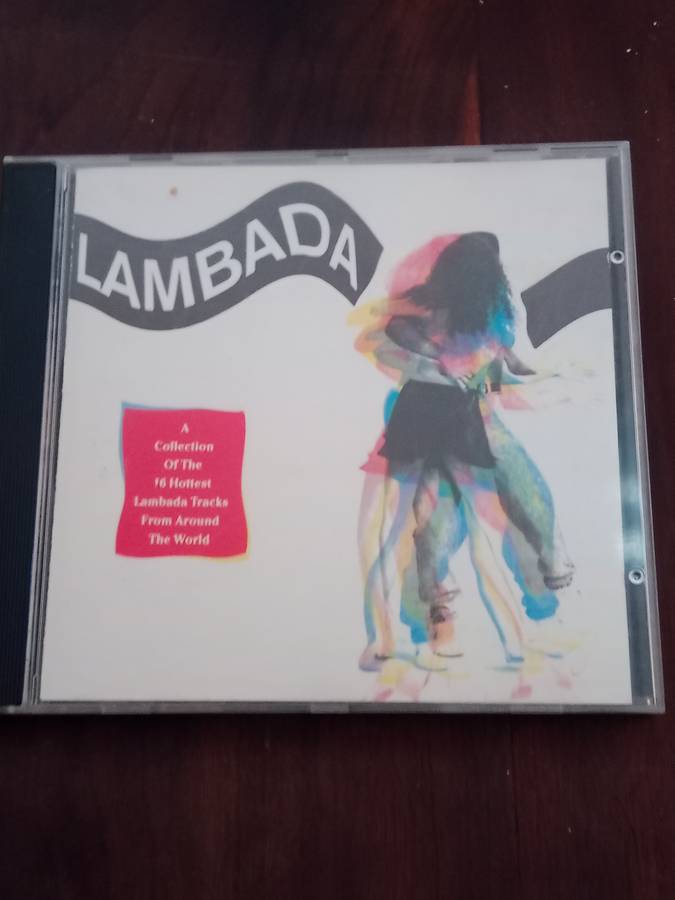 LAMBADA
A
Collection
Of The
16 Hottest
Lambada Tracks
From Around
The World